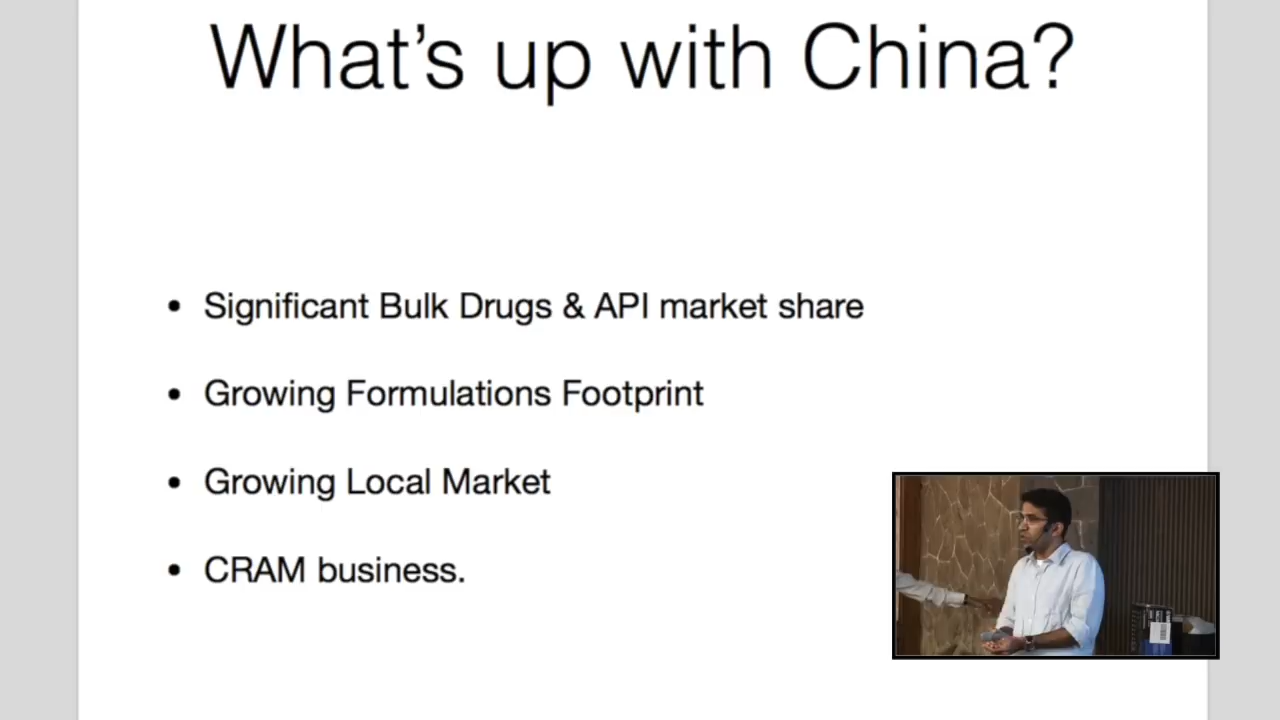 What's up with China?
• Significant Bulk Drugs & API market share
• Growing Formulations Footprint
• Growing Local Market
• CRAM business.